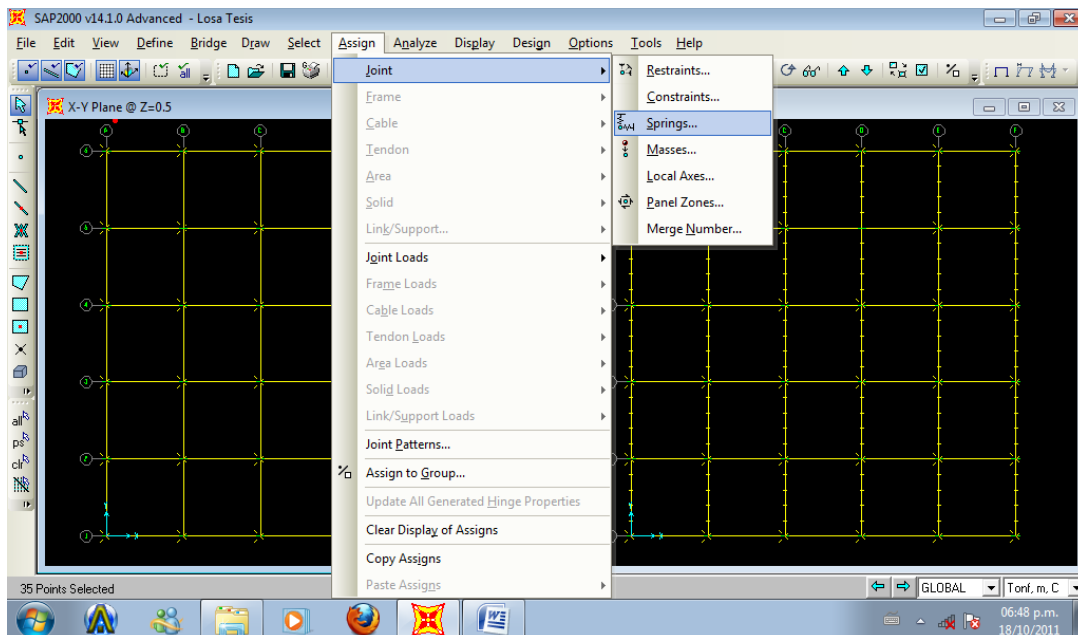 SAP2000 v14.1.0 Advanced - Losa Tesis
File Edit View Define Bridge Draw Select Assign Analyze Display Design Options Tools Help
X-Y Plane @ Z=0.5
Joint
Frame
Cable
Tendon
Area
Solid
Link/Support...
Joint Loads
Frame Loads
Cable Loads
Tendon Loads
Area Loads
Solid Loads
Link/Support Loads
Joint Patterns...
Assign to Group...
Update All Generated Hinge Properties
Clear Display of Assigns
Copy Assigns
Paste Assigns
Restraints...
Constraints...
Springs...
Masses...
Local Axes...
Panel Zones...
Merge Number...
all
ps
clr
35 Points Selected
GLOBAL
Tonf, m, C
06:48 p.m.
18/10/2011